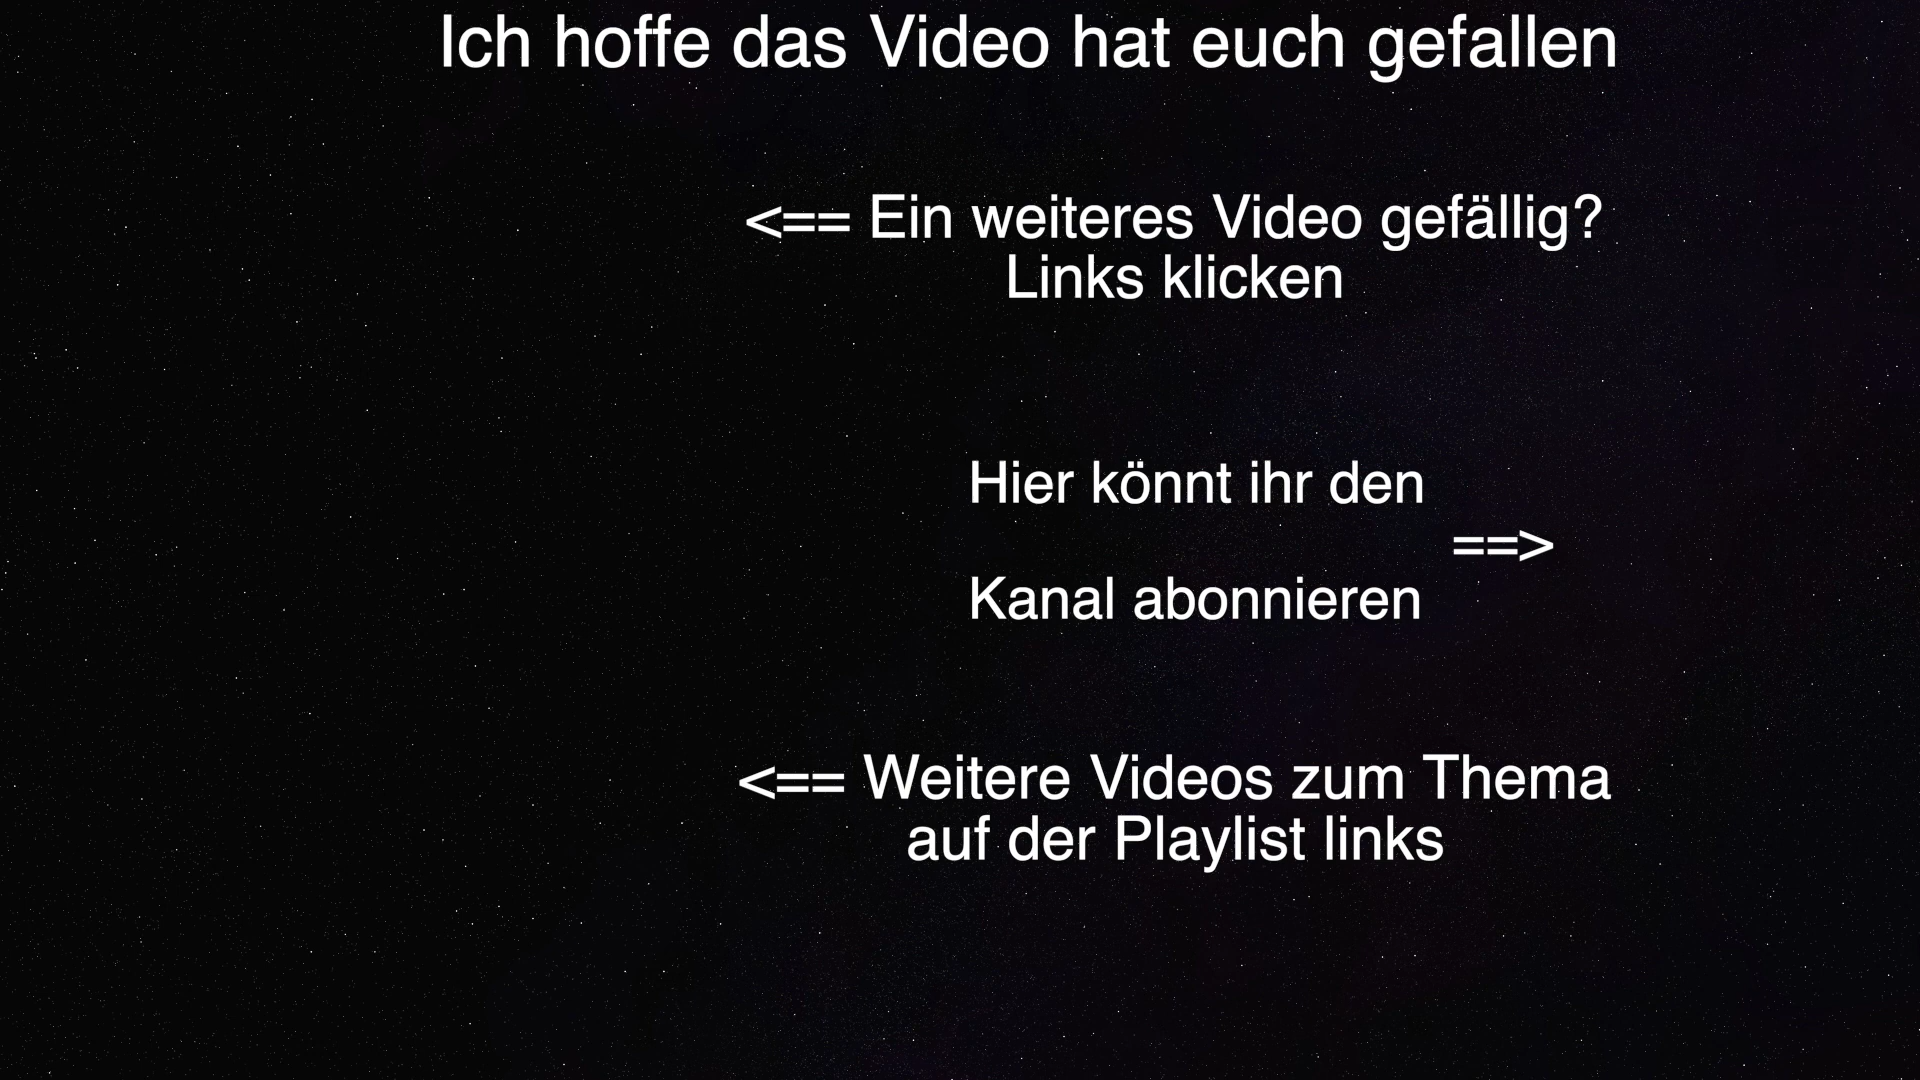 Ich hoffe das Video hat euch gefallen
<== Ein weiteres Video gefällig?
Links klicken
Hier könnt ihr den
==>
Kanal abonnieren
<== Weitere Videos zum Thema
auf der Playlist links